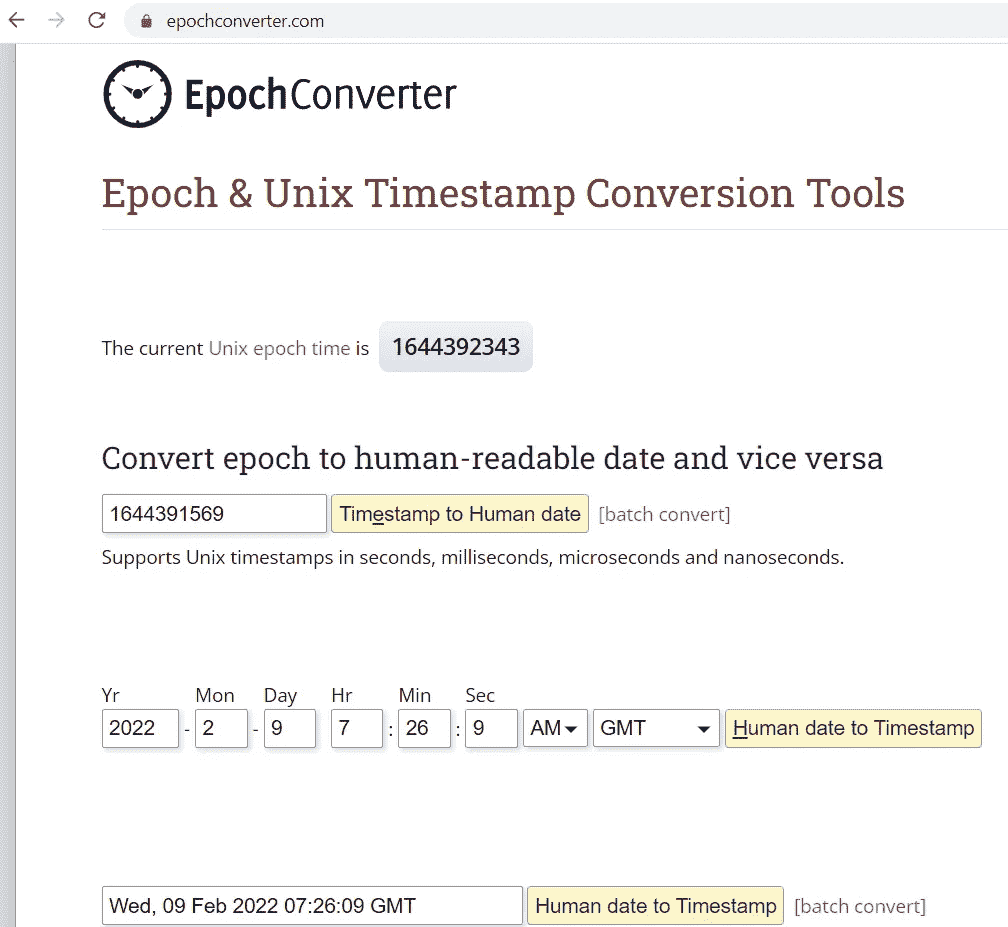 epochconverter.com
EpochConverter
Epoch & Unix Timestamp Conversion Tools
The current Unix epoch time is 1644392343
Convert epoch to human-readable date and vice versa
1644391569 Timestamp to Human date [batch convert]
Supports Unix timestamps in seconds, milliseconds, microseconds and nanoseconds.
Yr Mon Day Hr Min Sec
2022 - 2 - 9 7 : 26 : 9 AM GMT Human date to Timestamp
Wed, 09 Feb 2022 07:26:09 GMT Human date to Timestamp [batch convert]